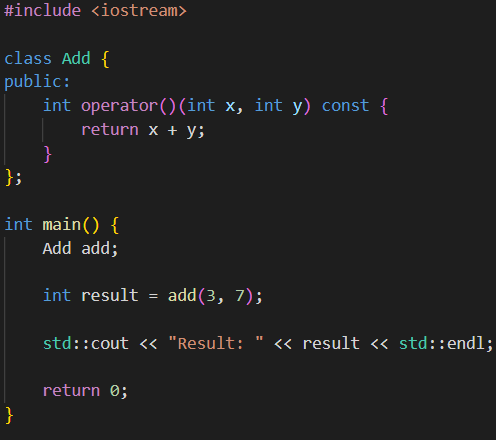 #include <iostream>

class Add {
public:
    int operator()(int x, int y) const {
        return x + y;
    }
};

int main() {
    Add add;

    int result = add(3, 7);

    std::cout << "Result: " << result << std::endl;

    return 0;
}